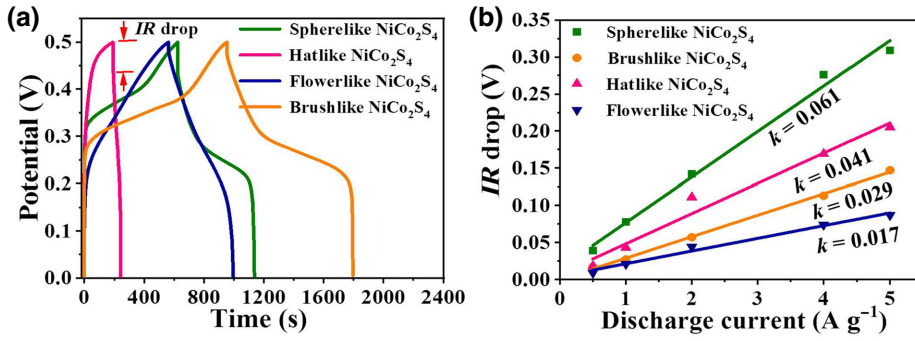 (a)
IR drop
Spherelike NiCo₂S₄
Hatlike NiCo₂S₄
Flowerlike NiCo₂S₄
Brushlike NiCo₂S₄
Potential (V)
0.5
0.4
0.3
0.2
0.1
0.0
0 400 800 1200 1600 2000 2400
Time (s)
(b)
Spherelike NiCo₂S₄
Brushlike NiCo₂S₄
Hatlike NiCo₂S₄
Flowerlike NiCo₂S₄
k = 0.061
k = 0.041
k = 0.029
k = 0.017
IR drop (V)
0.35
0.30
0.25
0.20
0.15
0.10
0.05
0.00
0 1 2 3 4 5
Discharge current (A g⁻¹)